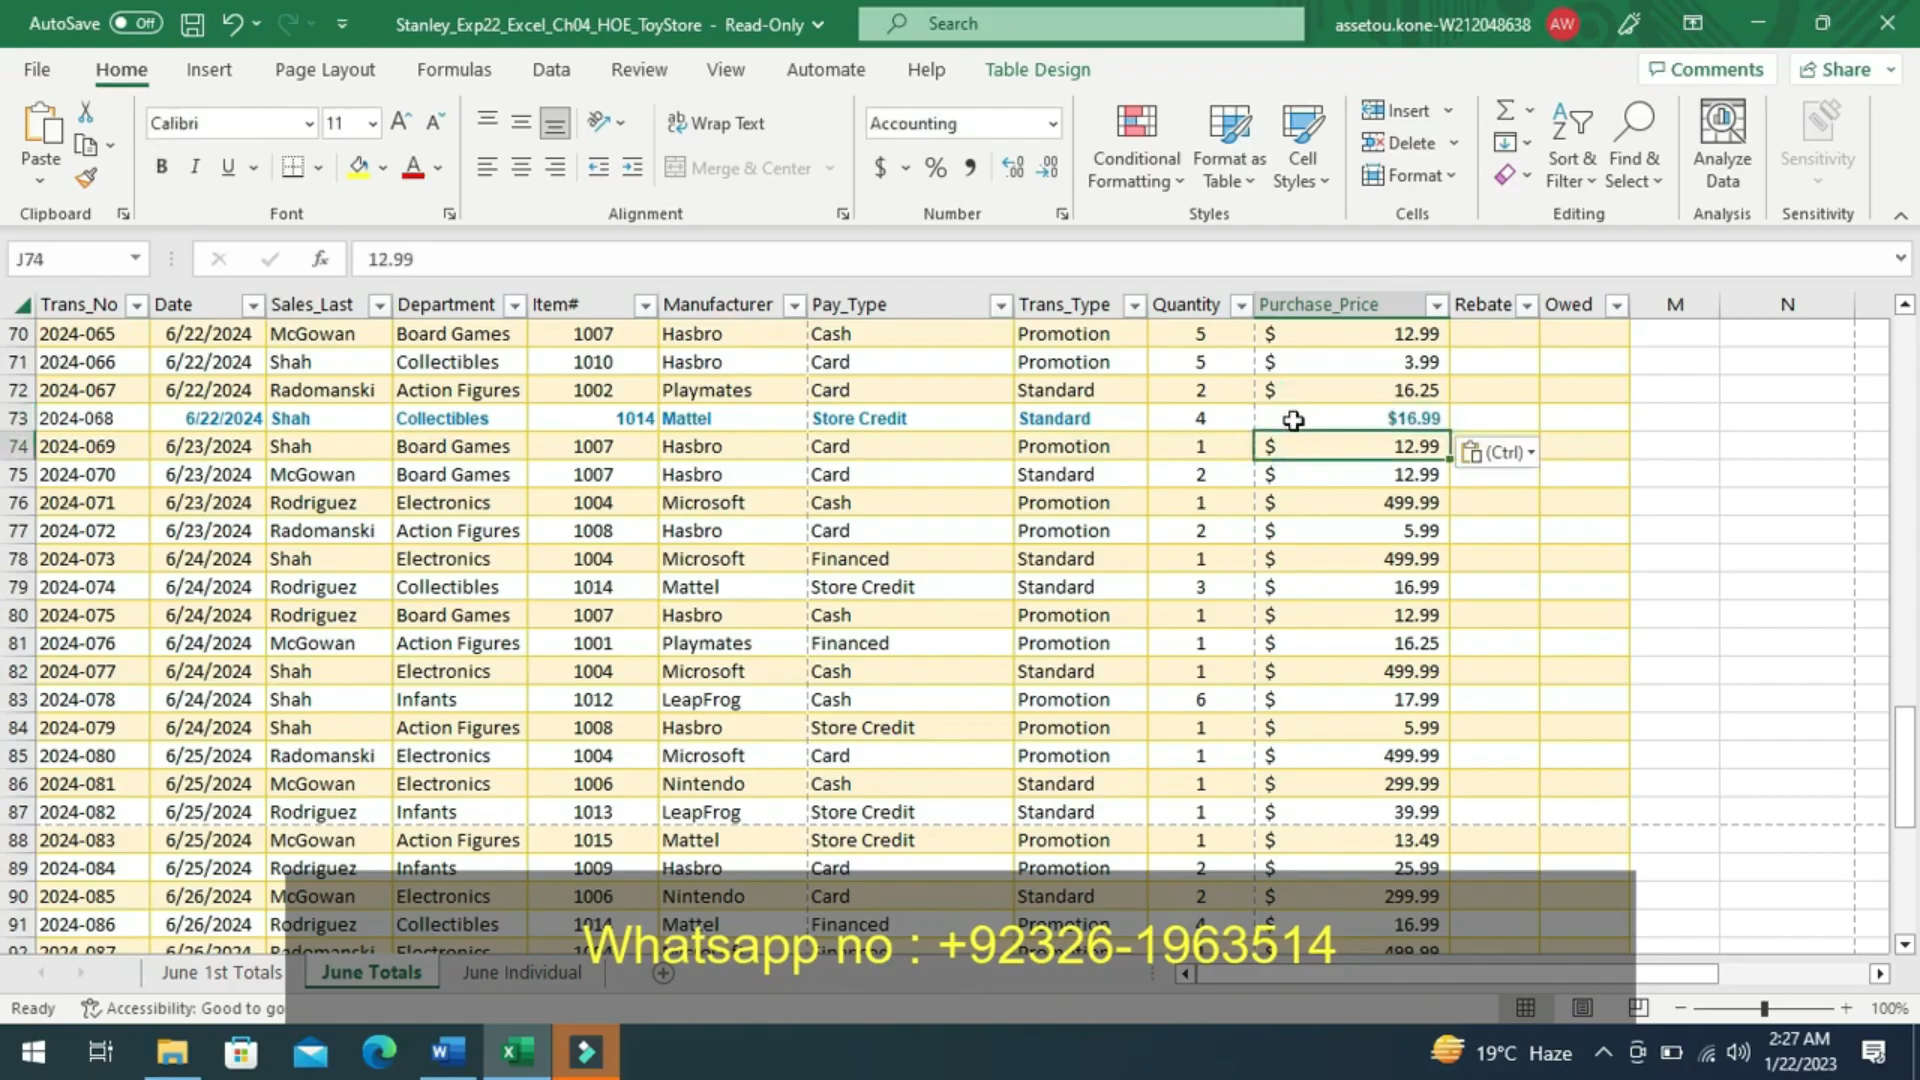 AutoSave Off Stanley_Exp22_Excel_Ch04_HOE_ToyStore - Read-Only Search assetou.kone-W212048638 AW
File Home Insert Page Layout Formulas Data Review View Automate Help Table Design Comments Share
Paste Calibri 11 A A Wrap Text Accounting Conditional Formatting Format as Table Cell Styles Insert Sort & Filter Find & Select Analyze Data Sensitivity
B I U A Merge & Center $ % , Delete
Format
Clipboard Font Alignment Number Styles Cells Editing Analysis Sensitivity
J74 fx 12.99
Trans_No Date Sales_Last Department Item# Manufacturer Pay_Type Trans_Type Quantity Purchase_Price Rebate Owed M N
70 2024-065 6/22/2024 McGowan Board Games 1007 Hasbro Cash Promotion 5 $ 12.99
71 2024-066 6/22/2024 Shah Collectibles 1010 Hasbro Card Promotion 5 $ 3.99
72 2024-067 6/22/2024 Radomanski Action Figures 1002 Playmates Card Standard 2 $ 16.25
73 2024-068 6/22/2024 Shah Collectibles 1014 Mattel Store Credit Standard 4 $16.99
74 2024-069 6/23/2024 Shah Board Games 1007 Hasbro Card Promotion 1 $ 12.99 (Ctrl)
75 2024-070 6/23/2024 McGowan Board Games 1007 Hasbro Card Standard 2 $ 12.99
76 2024-071 6/23/2024 Rodriguez Electronics 1004 Microsoft Cash Promotion 1 $ 499.99
77 2024-072 6/23/2024 Radomanski Action Figures 1008 Hasbro Card Promotion 2 $ 5.99
78 2024-073 6/24/2024 Shah Electronics 1004 Microsoft Financed Standard 1 $ 499.99
79 2024-074 6/24/2024 Rodriguez Collectibles 1014 Mattel Store Credit Standard 3 $ 16.99
80 2024-075 6/24/2024 Rodriguez Board Games 1007 Hasbro Cash Promotion 1 $ 12.99
81 2024-076 6/24/2024 McGowan Action Figures 1001 Playmates Financed Promotion 1 $ 16.25
82 2024-077 6/24/2024 Shah Electronics 1004 Microsoft Cash Standard 1 $ 499.99
83 2024-078 6/24/2024 Shah Infants 1012 LeapFrog Cash Promotion 6 $ 17.99
84 2024-079 6/24/2024 Shah Action Figures 1008 Hasbro Store Credit Promotion 1 $ 5.99
85 2024-080 6/25/2024 Radomanski Electronics 1004 Microsoft Card Promotion 1 $ 499.99
86 2024-081 6/25/2024 McGowan Electronics 1006 Nintendo Cash Standard 1 $ 299.99
87 2024-082 6/25/2024 Rodriguez Infants 1013 LeapFrog Store Credit Standard 1 $ 39.99
88 2024-083 6/25/2024 McGowan Action Figures 1015 Mattel Store Credit Promotion 1 $ 13.49
89 2024-084 6/25/2024 Rodriguez Infants 1009 Hasbro Card Promotion 2 $ 25.99
90 2024-085 6/26/2024 McGowan Electronics 1006 Nintendo Card Standard 2 $ 299.99
91 2024-086 6/26/2024 Rodriguez Collectibles 1014 Mattel Financed Promotion 4 $ 16.99
92 2024-087 6/26/2024 Radomanski Electronics
Whatsapp no : +92326-1963514
June 1st Totals June Totals June Individual
Ready Accessibility: Good to go 100%
19°C Haze 2:27 AM
1/22/2023